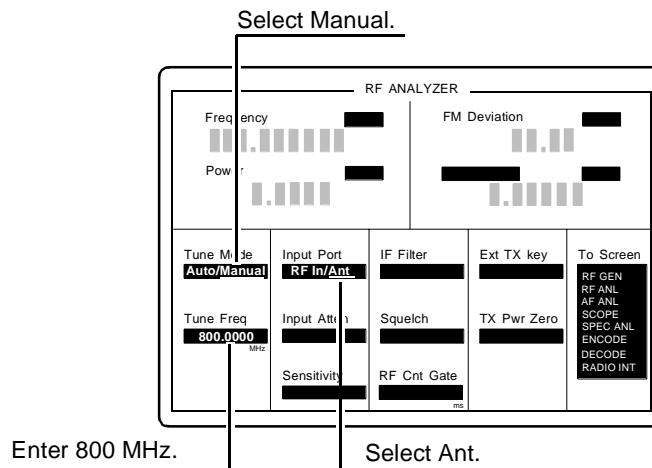 Select Manual.
RF ANALYZER
Frequency
FM Deviation
Power
Tune Mode
Input Port
IF Filter
Ext TX key
To Screen
Auto/Manual
RF In/Ant
RF GEN
RF ANL
AF ANL
SCOPE
SPEC ANL
ENCODE
DECODE
RADIO INT
Tune Freq
Input Atten
Squelch
TX Pwr Zero
800.0000
MHz
Sensitivity
RF Cnt Gate
ms
Enter 800 MHz.
Select Ant.